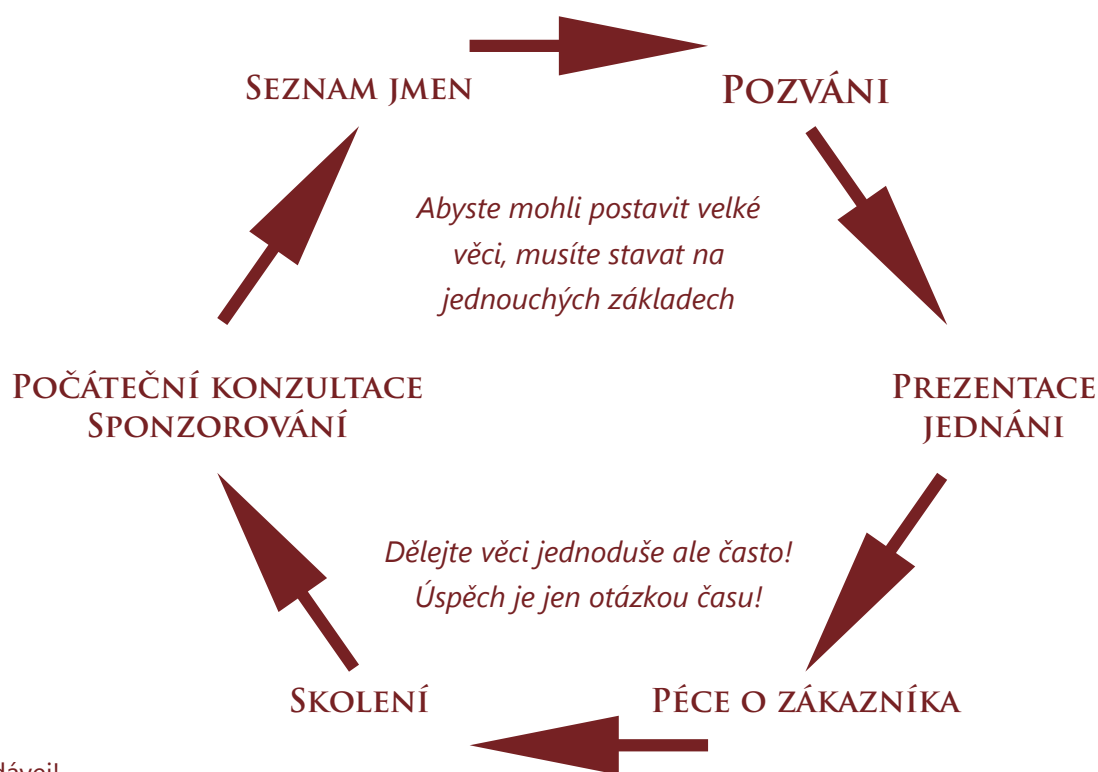 Seznam jmen
Pozváni
Abyste mohli postavit velké
věci, musíte stavat na
jednouchých základech
Počáteční konzultace
Sponzorování
Prezentace
jednáni
Dělejte věci jednoduše ale často!
Úspěch je jen otázkou času!
Skolení
Péce o zákazníka